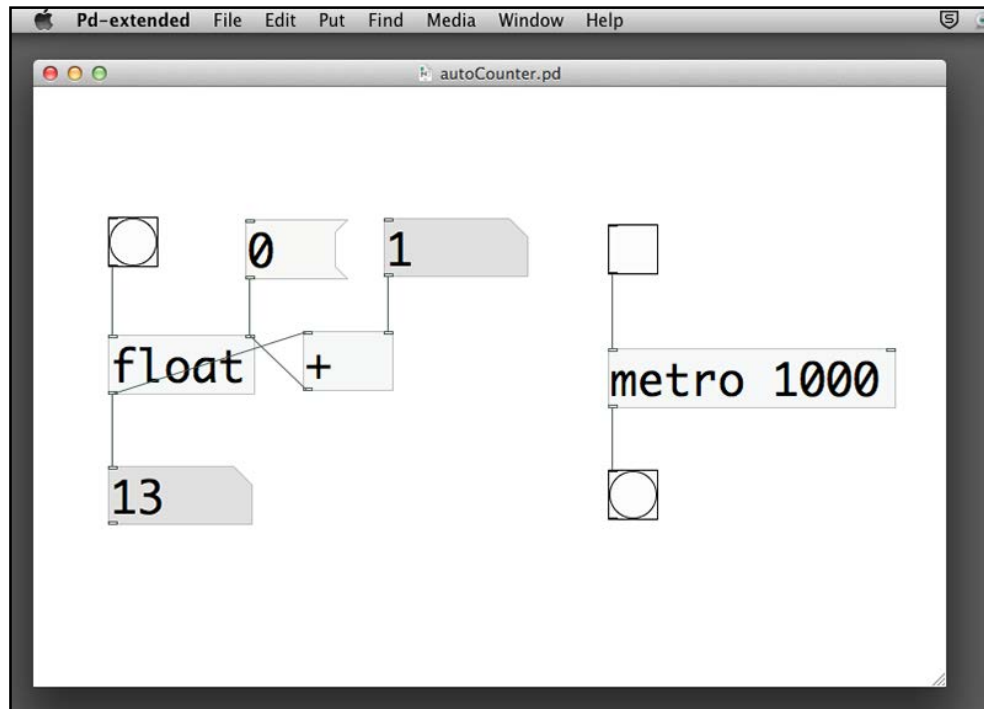 Pd-extended File Edit Put Find Media Window Help
autoCounter.pd
0
1
float
+
metro 1000
13